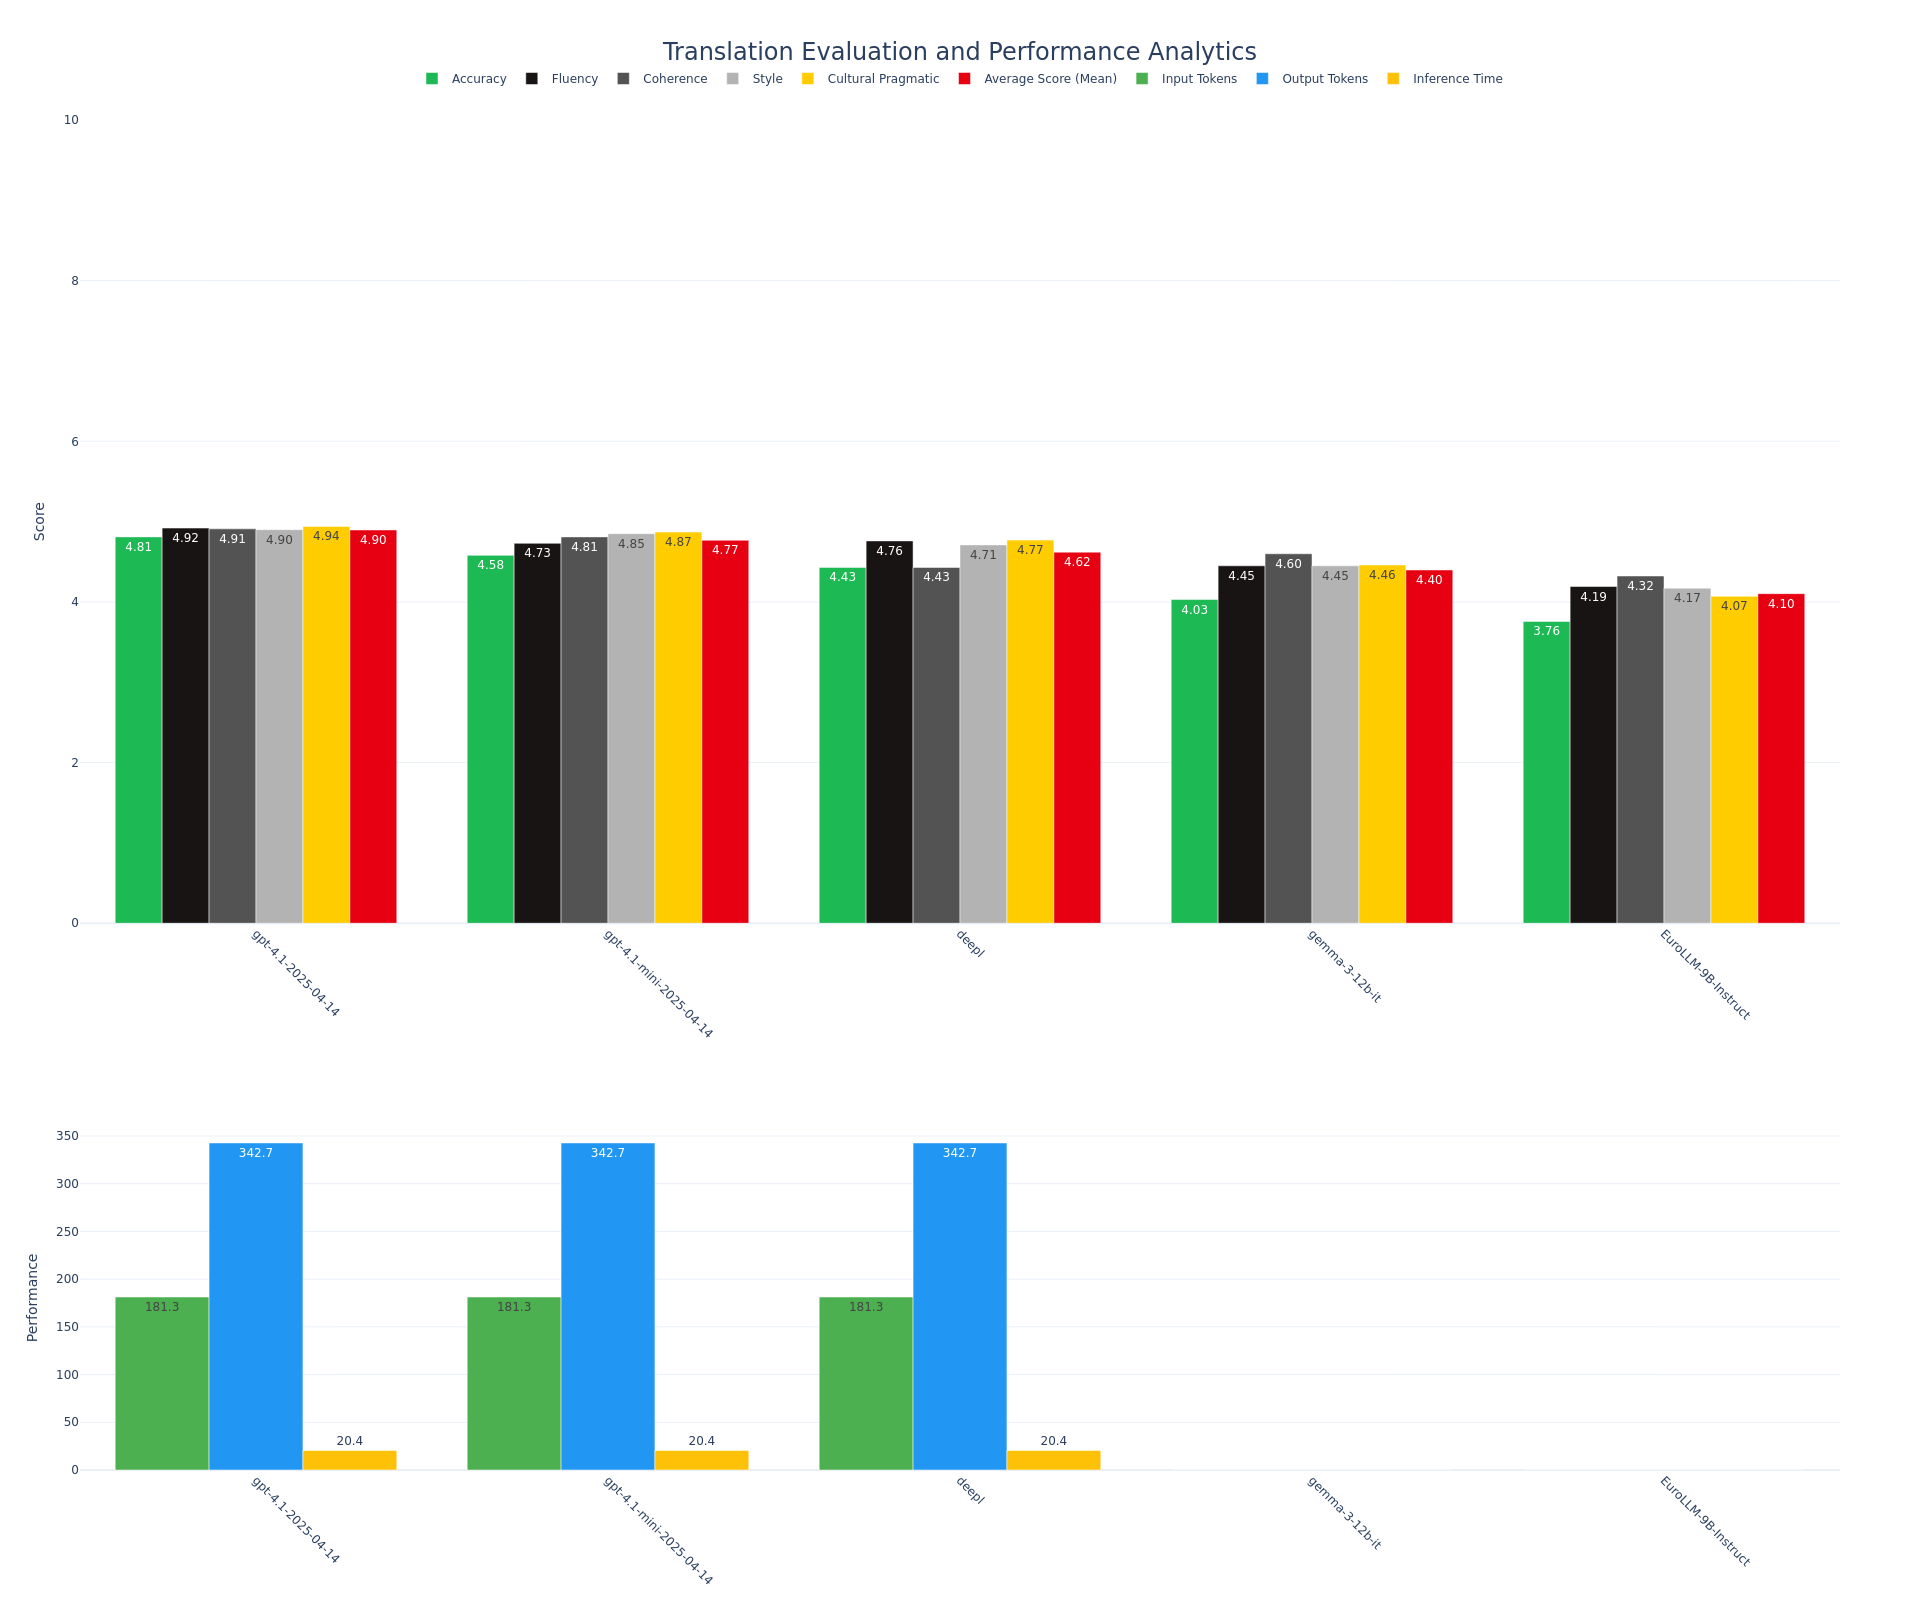 Translation Evaluation and Performance Analytics
Accuracy Fluency Coherence Style Cultural Pragmatic Average Score (Mean) Input Tokens Output Tokens Inference Time
Score
10
8
6
4
2
0
4.81 4.92 4.91 4.90 4.94 4.90
4.58 4.73 4.81 4.85 4.87 4.77
4.43 4.76 4.43 4.71 4.77 4.62
4.03 4.45 4.60 4.45 4.46 4.40
3.76 4.19 4.32 4.17 4.07 4.10
gpt-4.1-2025-04-14
gpt-4.1-mini-2025-04-14
deepl
gemma-3-12b-it
EuroLLM-9B-Instruct
Performance
350
300
250
200
150
100
50
0
181.3 342.7 20.4
181.3 342.7 20.4
181.3 342.7 20.4
gpt-4.1-2025-04-14
gpt-4.1-mini-2025-04-14
deepl
gemma-3-12b-it
EuroLLM-9B-Instruct